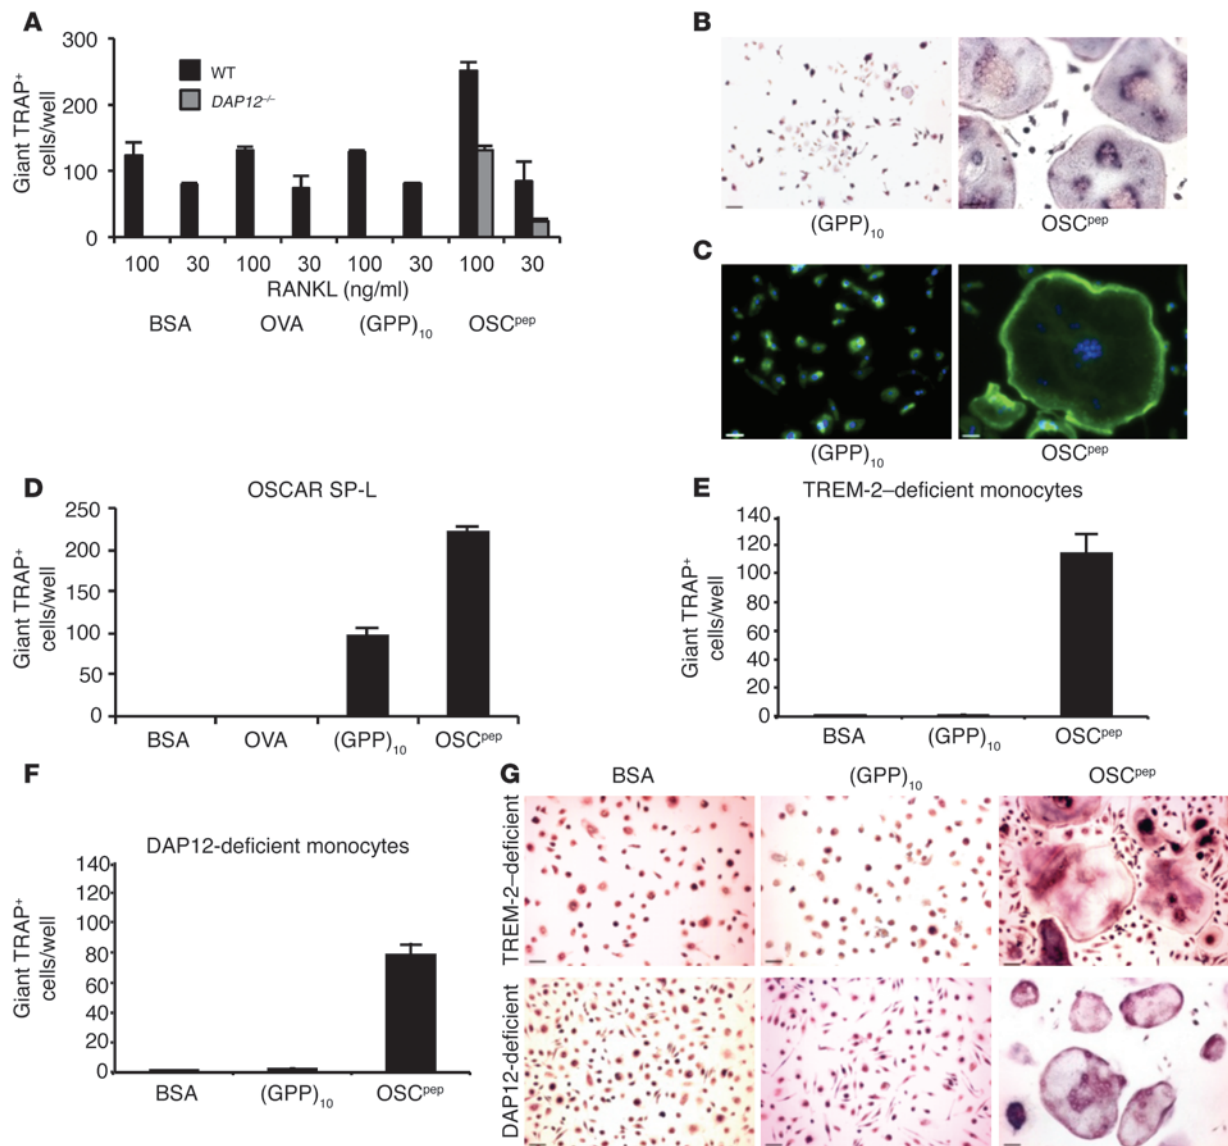 A
Giant TRAP+
cells/well
300
200
100
0
WT
DAP12–/–
100 30 100 30 100 30 100 30
RANKL (ng/ml)
BSA OVA (GPP)10 OSCpep
B
(GPP)10 OSCpep
C
(GPP)10 OSCpep
D
OSCAR SP-L
Giant TRAP+
cells/well
250
200
150
100
50
0
BSA OVA (GPP)10 OSCpep
E
TREM-2–deficient monocytes
Giant TRAP+
cells/well
140
120
100
80
60
40
20
0
BSA (GPP)10 OSCpep
F
DAP12-deficient monocytes
Giant TRAP+
cells/well
140
120
100
80
60
40
20
0
BSA (GPP)10 OSCpep
G
BSA (GPP)10 OSCpep
TREM-2–deficient
DAP12-deficient